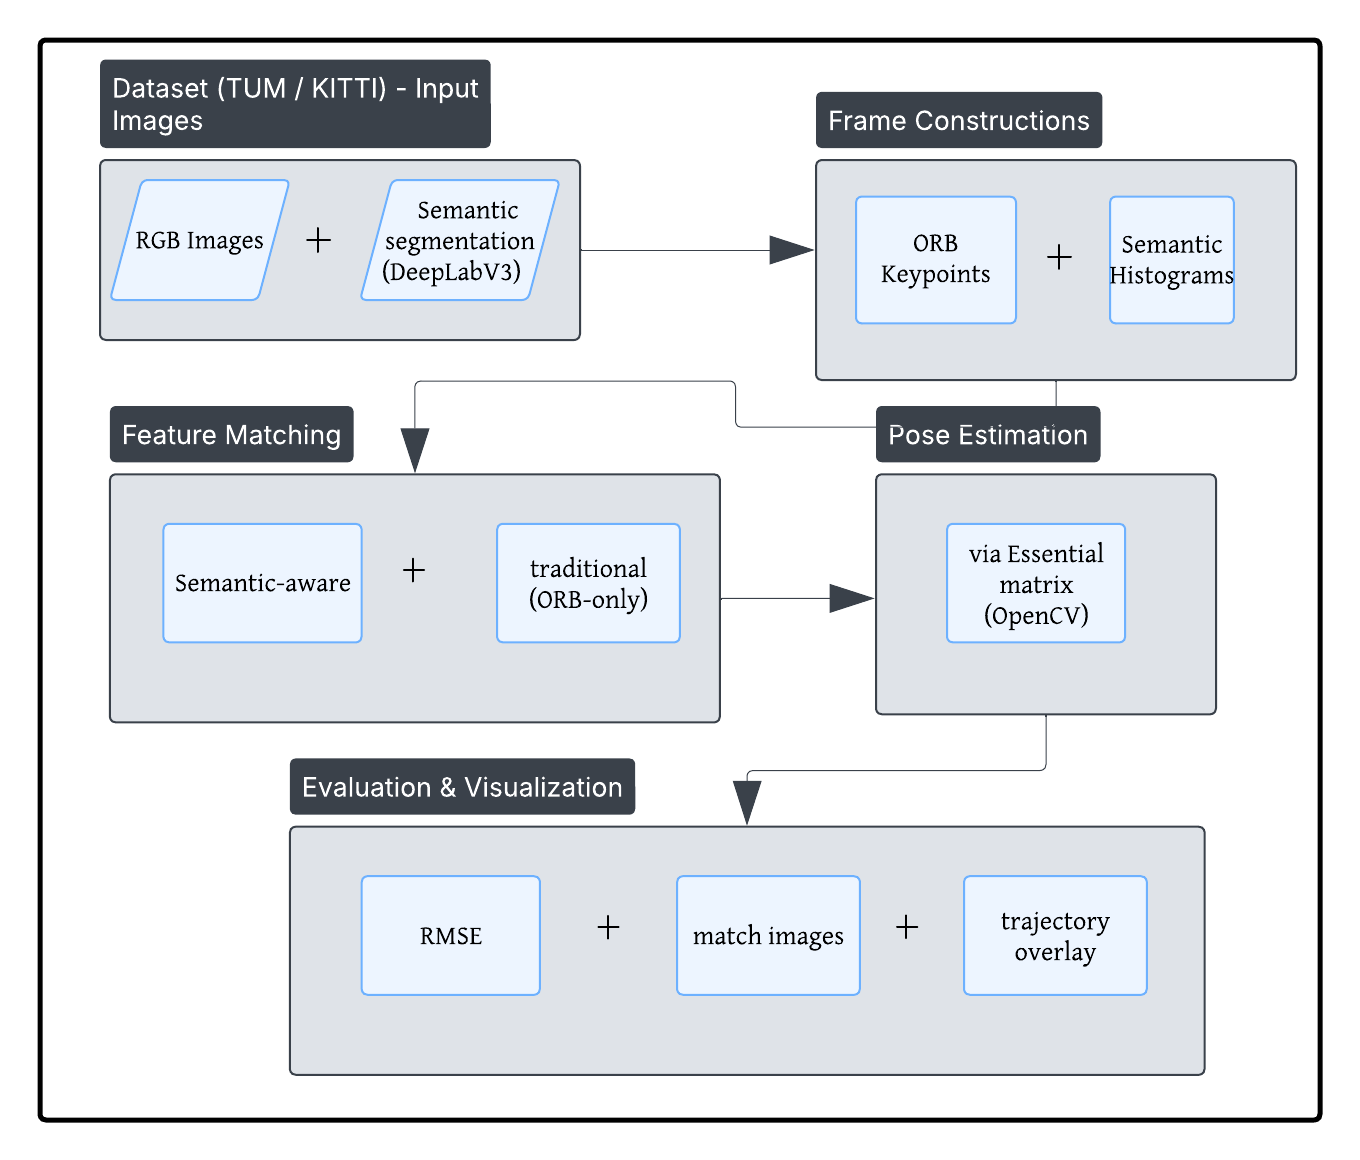 Dataset (TUM / KITTI) - Input
Images
RGB Images
+
Semantic
segmentation
(DeepLabV3)
Frame Constructions
ORB
Keypoints
+
Semantic
Histograms
Feature Matching
Semantic-aware
+
traditional
(ORB-only)
Pose Estimation
via Essential
matrix
(OpenCV)
Evaluation & Visualization
RMSE
+
match images
+
trajectory
overlay